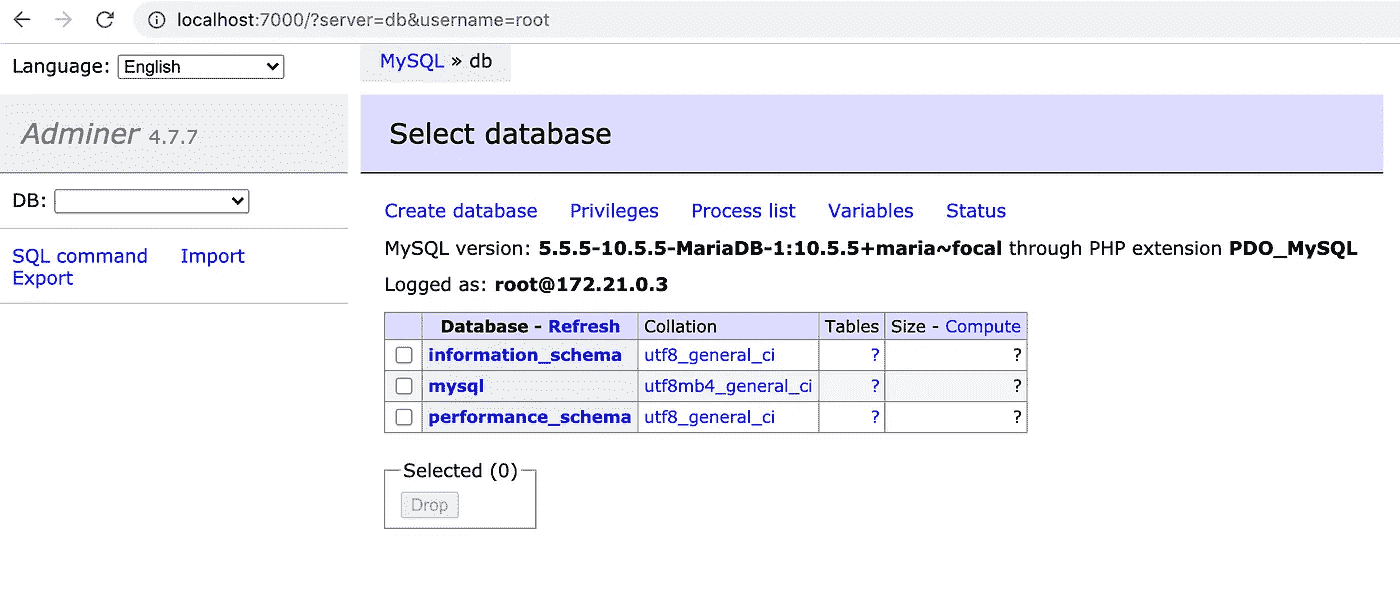 localhost:7000/?server=db&username=root
Language: English
MySQL » db
Adminer 4.7.7
Select database
DB:
SQL command Import
Export
Create database Privileges Process list Variables Status
MySQL version: 5.5.5-10.5.5-MariaDB-1:10.5.5+maria~focal through PHP extension PDO_MySQL
Logged as: root@172.21.0.3
Database - Refresh Collation Tables Size - Compute
information_schema utf8_general_ci ? ?
mysql utf8mb4_general_ci ? ?
performance_schema utf8_general_ci ? ?
Selected (0)
Drop